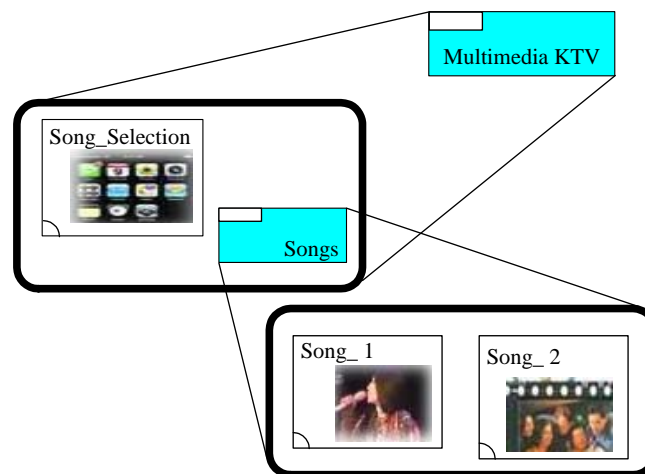 Multimedia KTV
Song_Selection
Songs
Song_ 1
Song_ 2